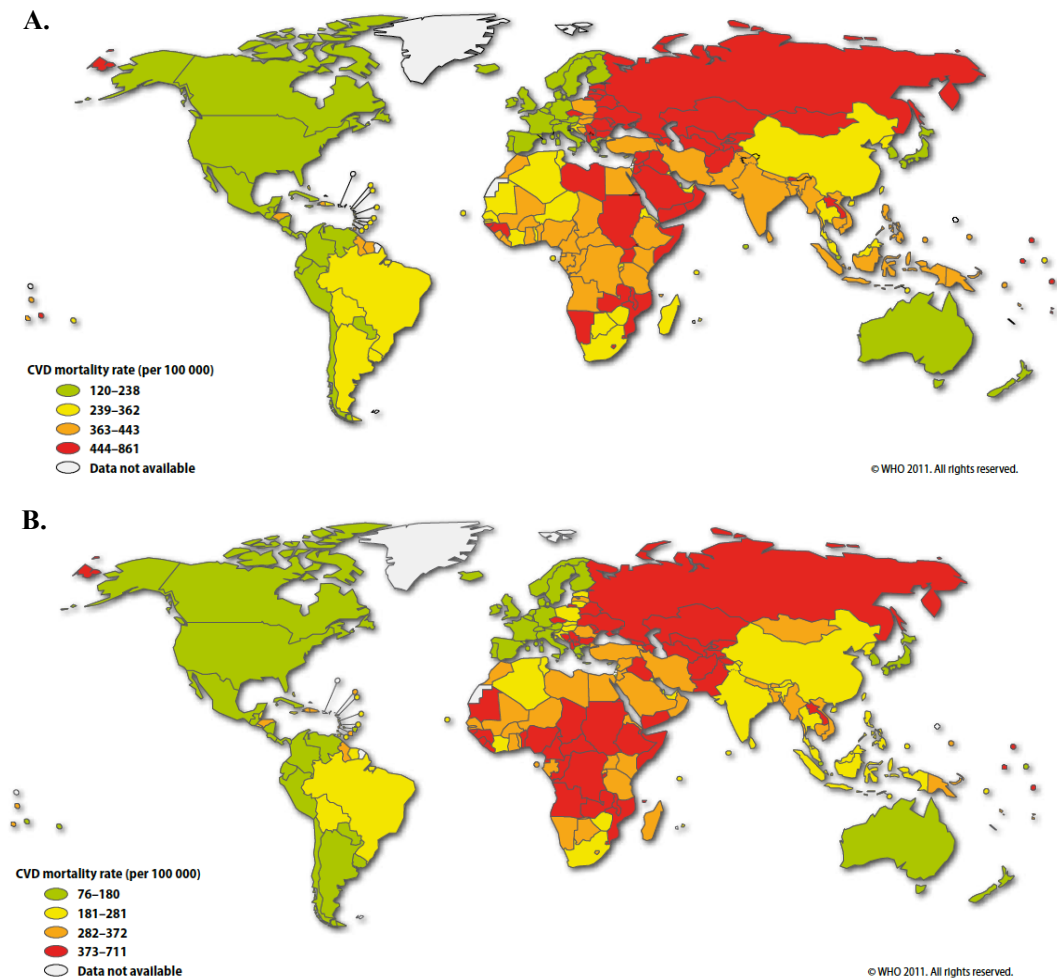 A.
CVD mortality rate (per 100 000)
120–238
239–362
363–443
444–861
Data not available
© WHO 2011. All rights reserved.
B.
CVD mortality rate (per 100 000)
76–180
181–281
282–372
373–711
Data not available
© WHO 2011. All rights reserved.